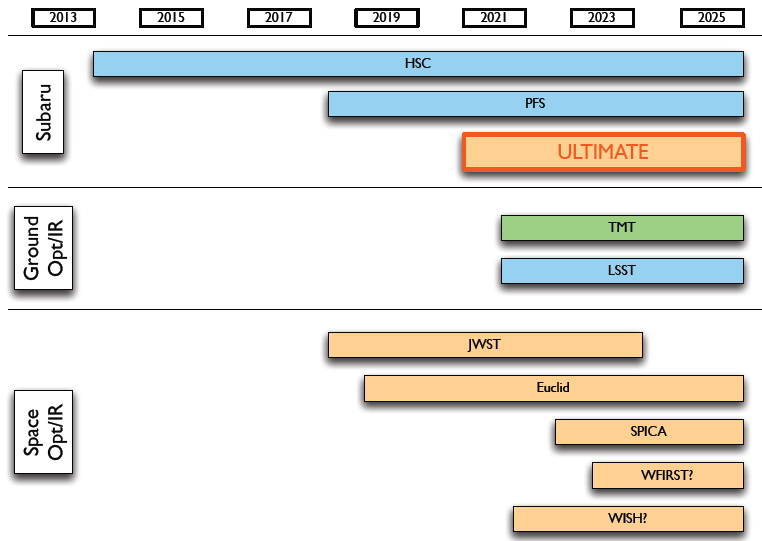 2013 2015 2017 2019 2021 2023 2025
Subaru
HSC
PFS
ULTIMATE
Ground
Opt/IR
TMT
LSST
Space
Opt/IR
JWST
Euclid
SPICA
WFIRST?
WISH?